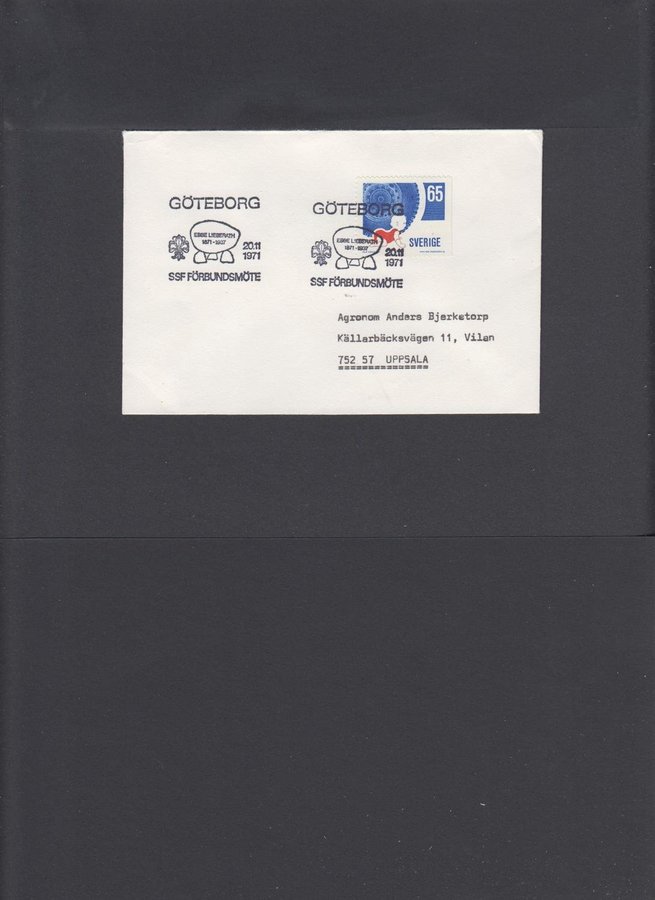 GÖTEBORG
EBBE LIEBERATH
1871-1937
20.11
1971
SSF FÖRBUNDSMÖTE
GÖTEBORG
EBBE LIEBERATH
1871-1937
20.11
1971
SSF FÖRBUNDSMÖTE
65
SVERIGE
Agronom Anders Bjerketorp
Källarbäcksvägen 11, Vilan
752 57 UPPSALA